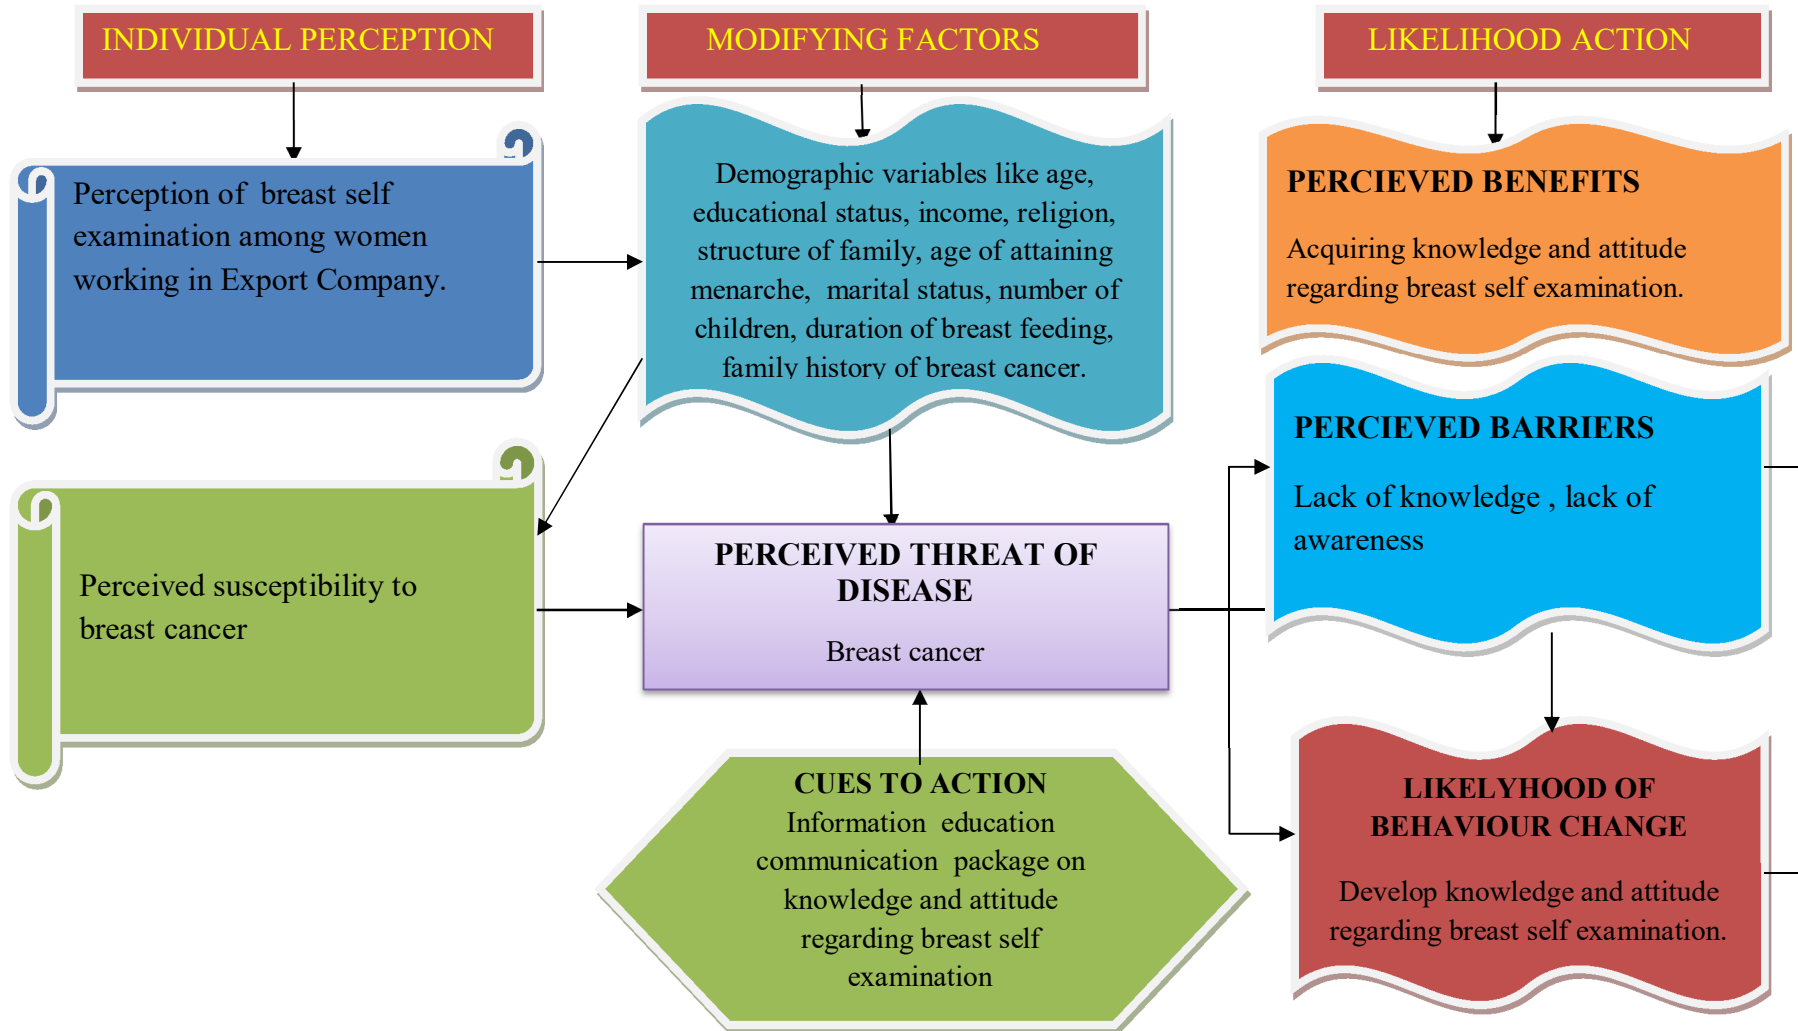 INDIVIDUAL PERCEPTION
MODIFYING FACTORS
LIKELIHOOD ACTION
Perception of breast self
examination among women
working in Export Company.
Demographic variables like age,
educational status, income, religion,
structure of family, age of attaining
menarche, marital status, number of
children, duration of breast feeding,
family history of breast cancer.
PERCIEVED BENEFITS
Acquiring knowledge and attitude
regarding breast self examination.
PERCIEVED BARRIERS
Lack of knowledge , lack of
awareness
Perceived susceptibility to
breast cancer
PERCEIVED THREAT OF
DISEASE
Breast cancer
CUES TO ACTION
Information education
communication package on
knowledge and attitude
regarding breast self
examination
LIKELYHOOD OF
BEHAVIOUR CHANGE
Develop knowledge and attitude
regarding breast self examination.